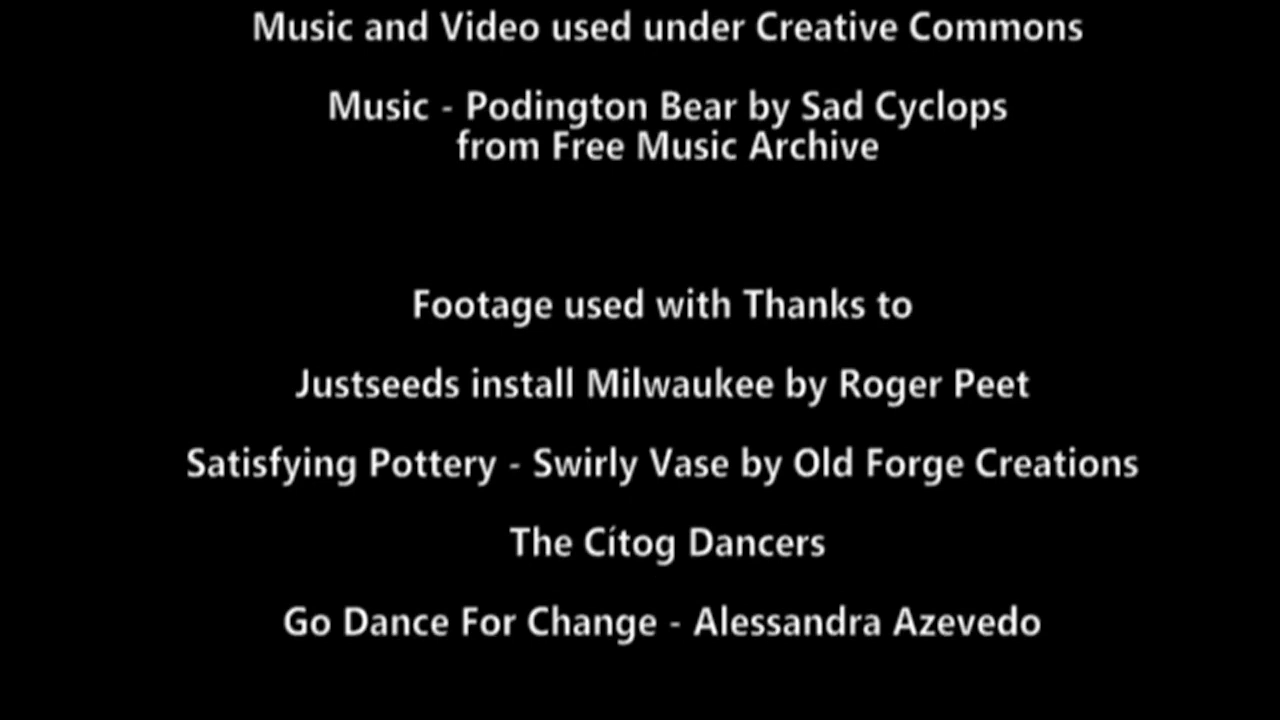 Music and Video used under Creative Commons
Music - Podington Bear by Sad Cyclops
from Free Music Archive
Footage used with Thanks to
Justseeds install Milwaukee by Roger Peet
Satisfying Pottery - Swirly Vase by Old Forge Creations
The Cítog Dancers
Go Dance For Change - Alessandra Azevedo